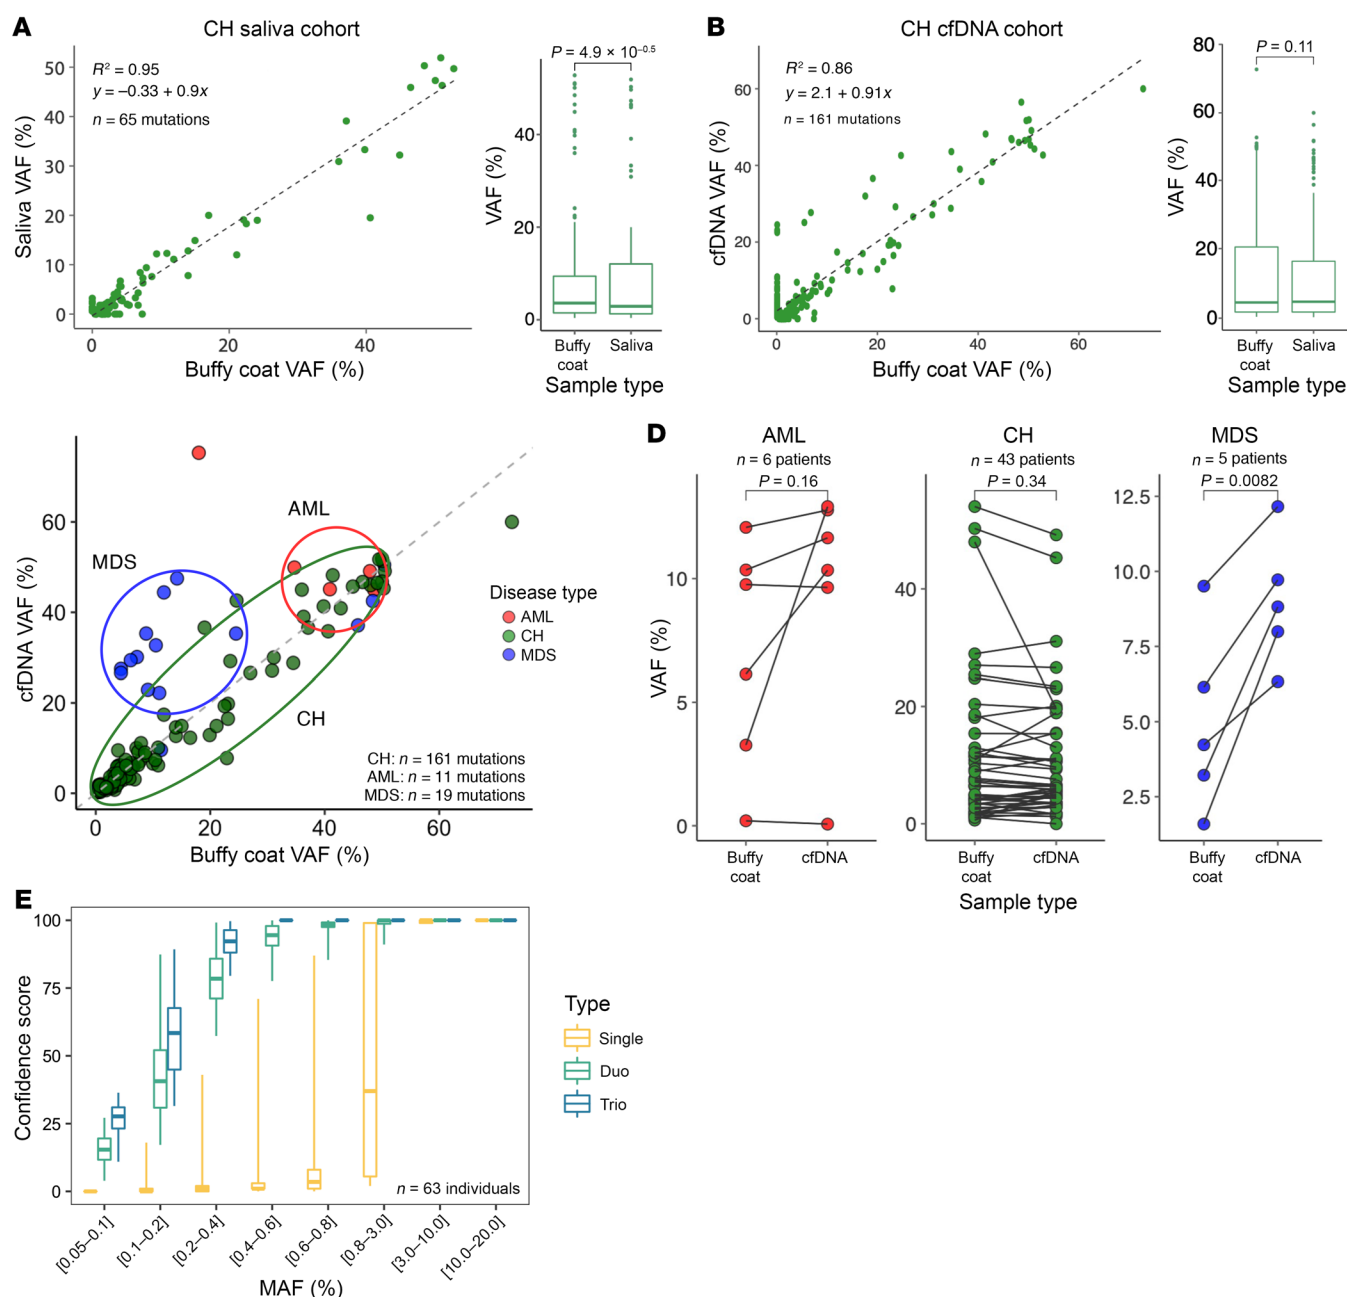 A
CH saliva cohort
R² = 0.95
y = –0.33 + 0.9x
n = 65 mutations
Saliva VAF (%)
50
40
30
20
10
0
0
20
40
Buffy coat VAF (%)
P = 4.9 × 10⁻⁰·⁵
VAF (%)
40
20
0
Buffy coat
Saliva
Sample type
B
CH cfDNA cohort
R² = 0.86
y = 2.1 + 0.91x
n = 161 mutations
cfDNA VAF (%)
60
40
20
0
0
20
40
60
Buffy coat VAF (%)
P = 0.11
VAF (%)
80
60
40
20
0
Buffy coat
Saliva
Sample type
cfDNA VAF (%)
60
40
20
0
0
20
40
60
Buffy coat VAF (%)
AML
MDS
CH
CH: n = 161 mutations
AML: n = 11 mutations
MDS: n = 19 mutations
Disease type
AML
CH
MDS
D
AML
n = 6 patients
P = 0.16
VAF (%)
10
5
0
Buffy coat
cfDNA
CH
n = 43 patients
P = 0.34
40
20
0
Buffy coat
cfDNA
Sample type
MDS
n = 5 patients
P = 0.0082
12.5
10.0
7.5
5.0
2.5
Buffy coat
cfDNA
E
Confidence score
100
75
50
25
0
n = 63 individuals
[0.05–0.1]
[0.1–0.2]
[0.2–0.4]
[0.4–0.6]
[0.6–0.8]
[0.8–3.0]
[3.0–10.0]
[10.0–20.0]
MAF (%)
Type
Single
Duo
Trio